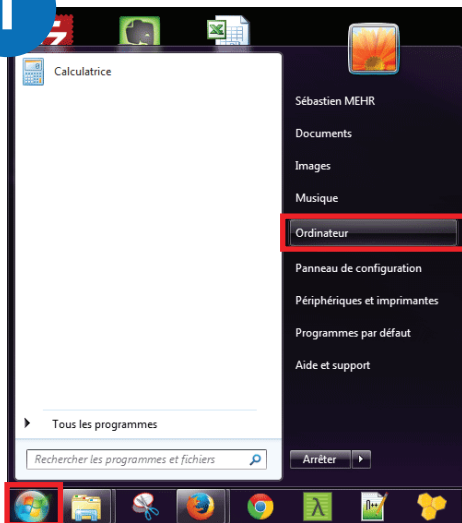 1
Calculatrice
Sébastien MEHR
Documents
Images
Musique
Ordinateur
Panneau de configuration
Périphériques et imprimantes
Programmes par défaut
Aide et support
Tous les programmes
Rechercher les programmes et fichiers
Arrêter